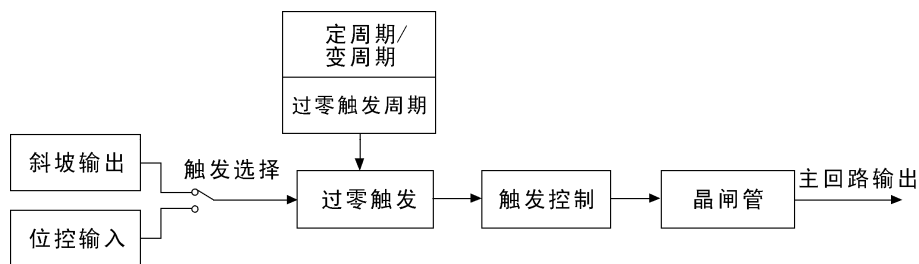 定周期/
变周期
过零触发周期
斜坡输出
触发选择
位控输入
过零触发
触发控制
晶闸管
主回路输出